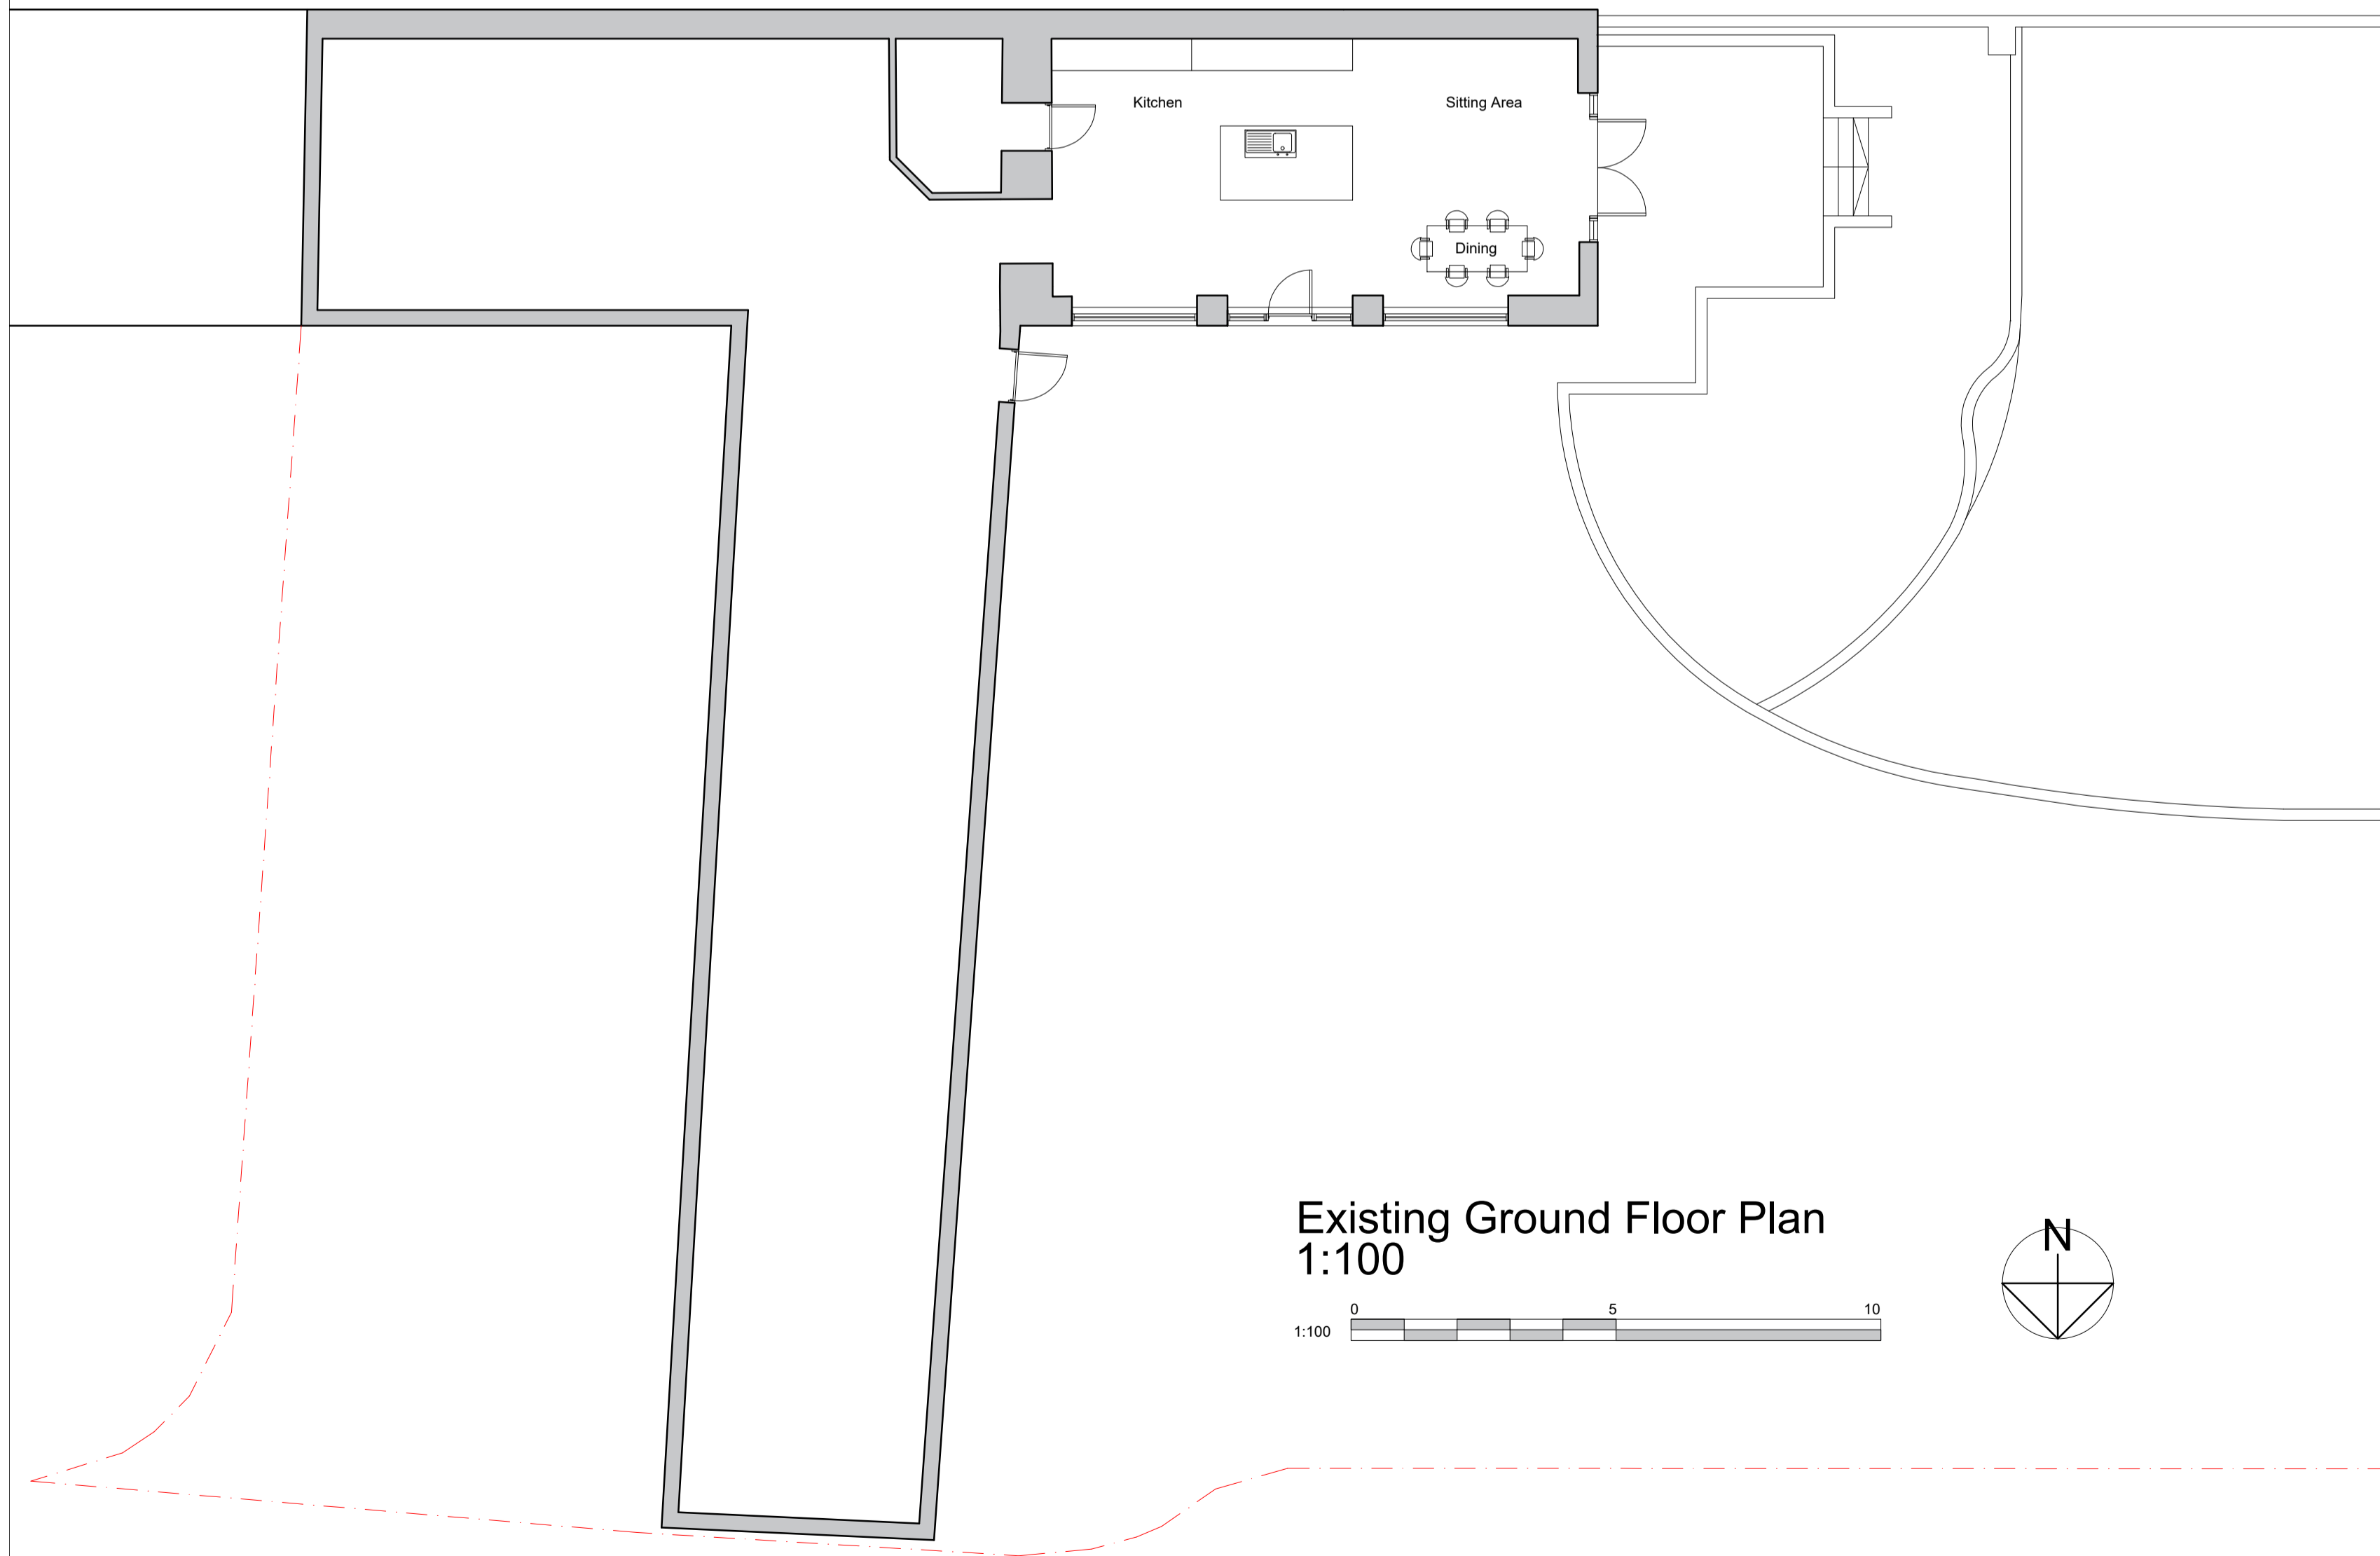 Kitchen
Sitting Area
Dining
Existing Ground Floor Plan
1:100
0 5 10
1:100
N